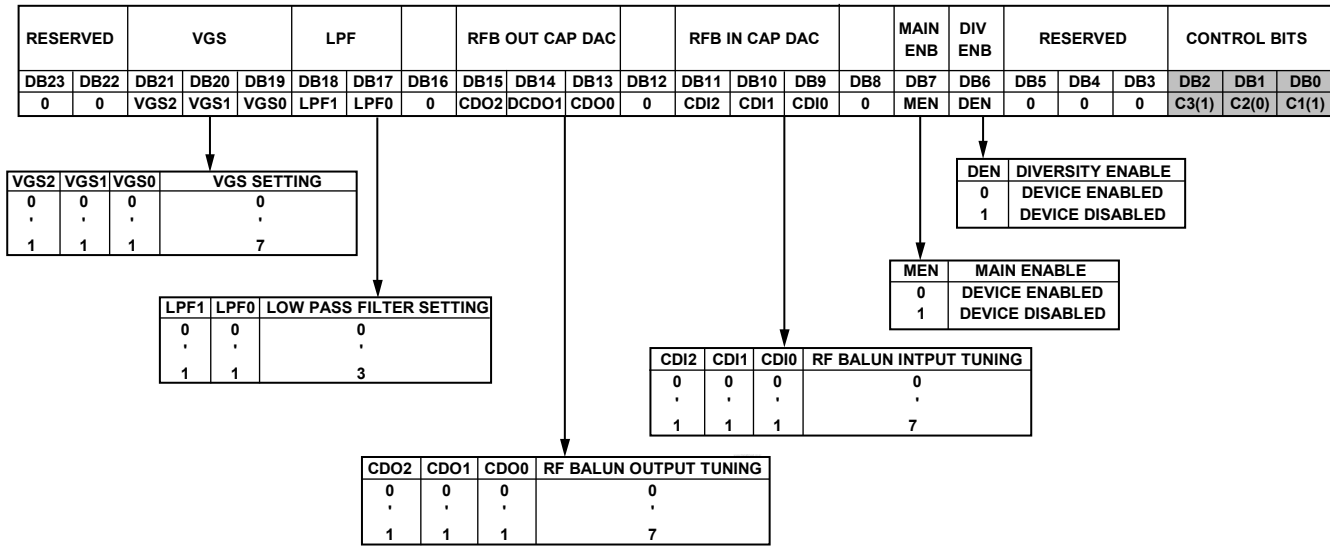 RESERVED VGS LPF RFB OUT CAP DAC RFB IN CAP DAC MAIN ENB DIV ENB RESERVED CONTROL BITS
DB23 DB22 DB21 DB20 DB19 DB18 DB17 DB16 DB15 DB14 DB13 DB12 DB11 DB10 DB9 DB8 DB7 DB6 DB5 DB4 DB3 DB2 DB1 DB0
0 0 VGS2 VGS1 VGS0 LPF1 LPF0 0 CDO2 DCDO1 CDO0 0 CDI2 CDI1 CDI0 0 MEN DEN 0 0 0 C3(1) C2(0) C1(1)
VGS2 VGS1 VGS0 VGS SETTING
0 0 0 0
' ' ' '
1 1 1 7
DEN DIVERSITY ENABLE
0 DEVICE ENABLED
1 DEVICE DISABLED
MEN MAIN ENABLE
0 DEVICE ENABLED
1 DEVICE DISABLED
LPF1 LPF0 LOW PASS FILTER SETTING
0 0 0
' ' '
1 1 3
CDI2 CDI1 CDI0 RF BALUN INTPUT TUNING
0 0 0 0
' ' ' '
1 1 1 7
CDO2 CDO1 CDO0 RF BALUN OUTPUT TUNING
0 0 0 0
' ' ' '
1 1 1 7